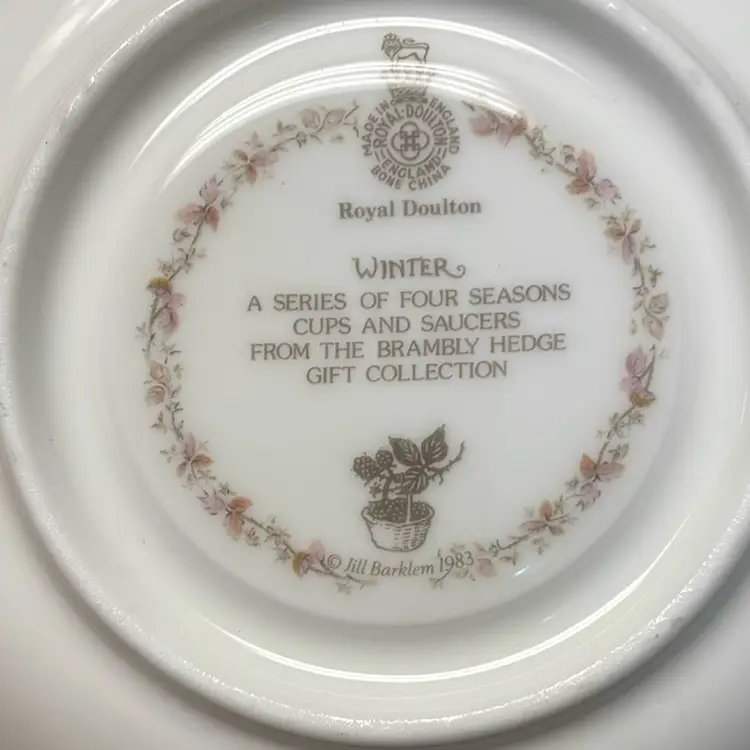 MADE IN ENGLAND
ROYAL·DOULTON
ENGLAND
BONE CHINA
Royal Doulton
WINTER
A SERIES OF FOUR SEASONS
CUPS AND SAUCERS
FROM THE BRAMBLY HEDGE
GIFT COLLECTION
© Jill Barklem 1983